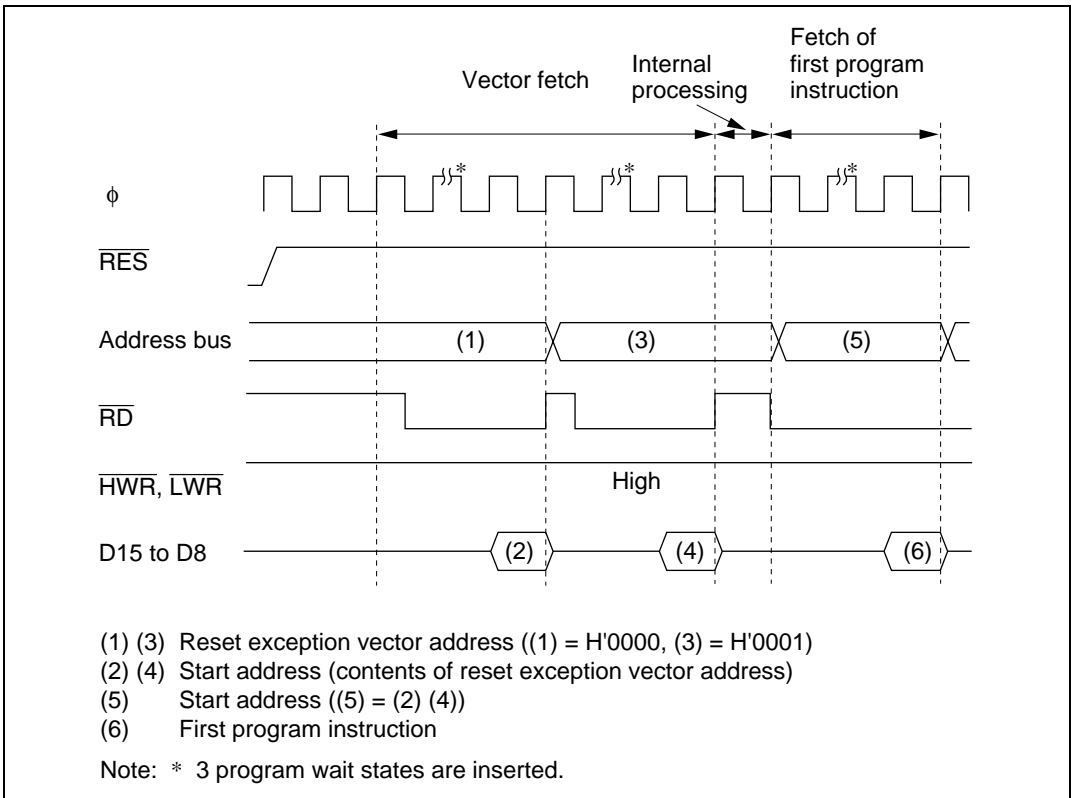 Vector fetch
Internal
processing
Fetch of
first program
instruction
φ
*
*
*
RES
Address bus
(1)
(3)
(5)
RD
HWR, LWR
High
D15 to D8
(2)
(4)
(6)
(1) (3) Reset exception vector address ((1) = H'0000, (3) = H'0001)
(2) (4) Start address (contents of reset exception vector address)
(5) Start address ((5) = (2) (4))
(6) First program instruction
Note: * 3 program wait states are inserted.